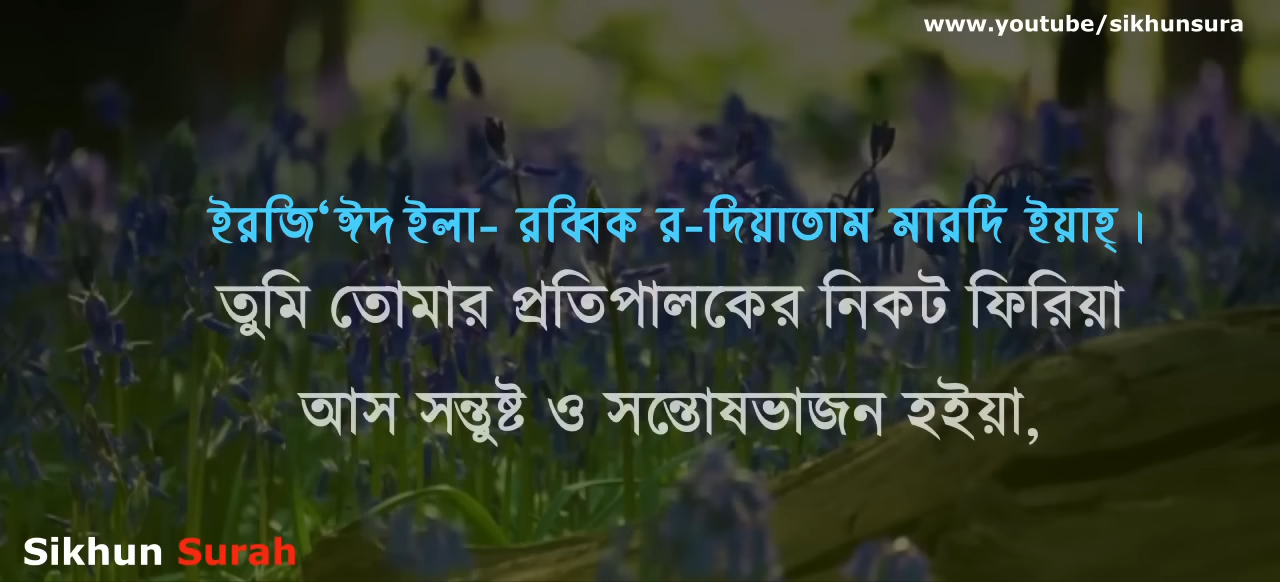 www.youtube/sikhunsura
ইরজি‘ঈদ ইলা- রব্বিক র-দিয়াতাম মারদি ইয়াহ্ ।
তুমি তোমার প্রতিপালকের নিকট ফিরিয়া
আস সন্তুষ্ট ও সন্তোষভাজন হইয়া,
Sikhun Surah